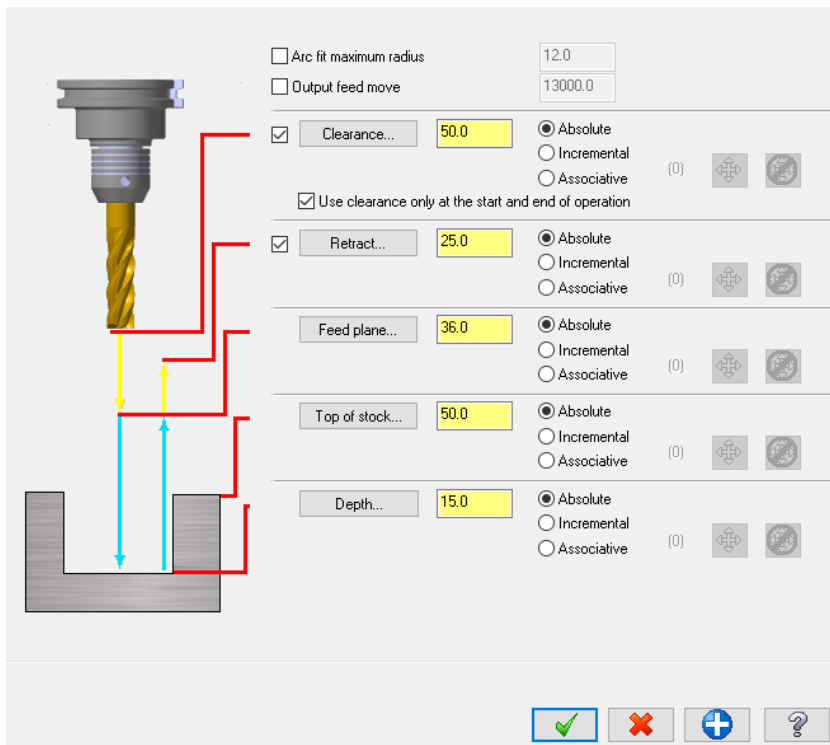 Arc fit maximum radius 12.0
Output feed move 13000.0
Clearance... 50.0 Absolute
Incremental
Associative (0)
Use clearance only at the start and end of operation
Retract... 25.0 Absolute
Incremental
Associative (0)
Feed plane... 36.0 Absolute
Incremental
Associative (0)
Top of stock... 50.0 Absolute
Incremental
Associative (0)
Depth... 15.0 Absolute
Incremental
Associative (0)
?